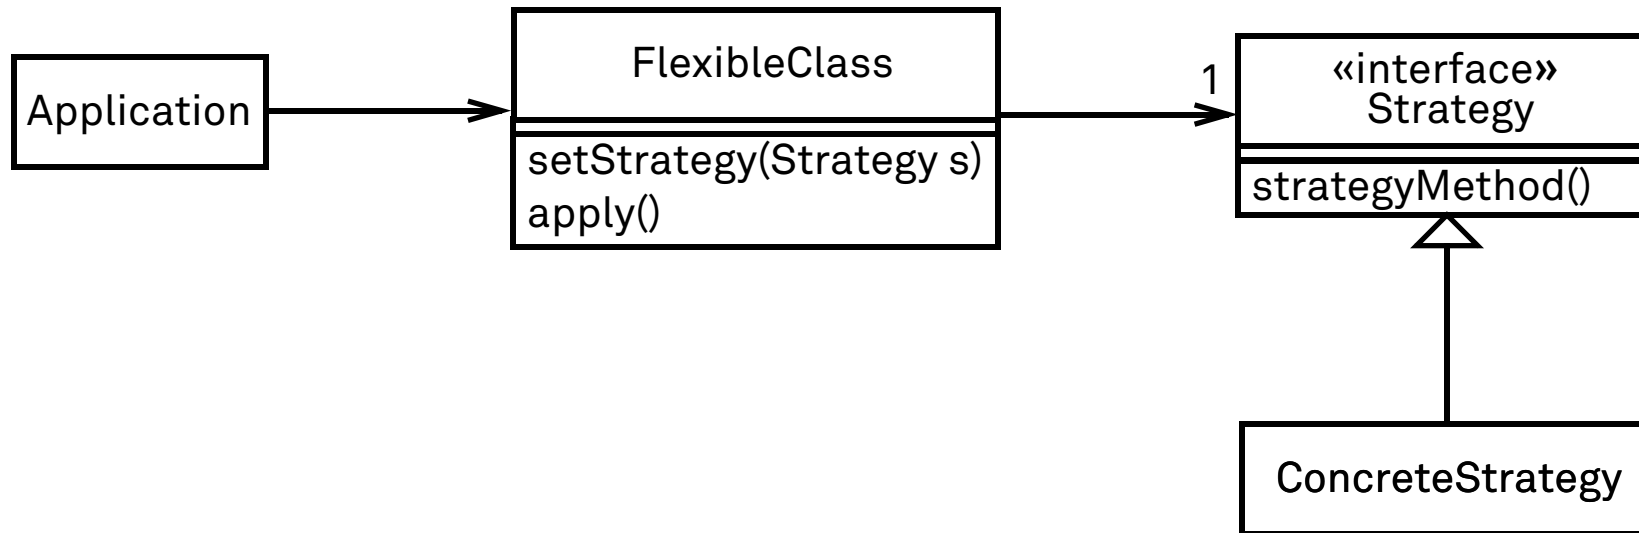 Application
FlexibleClass
setStrategy(Strategy s)
apply()
1
«interface»
Strategy
strategyMethod()
ConcreteStrategy